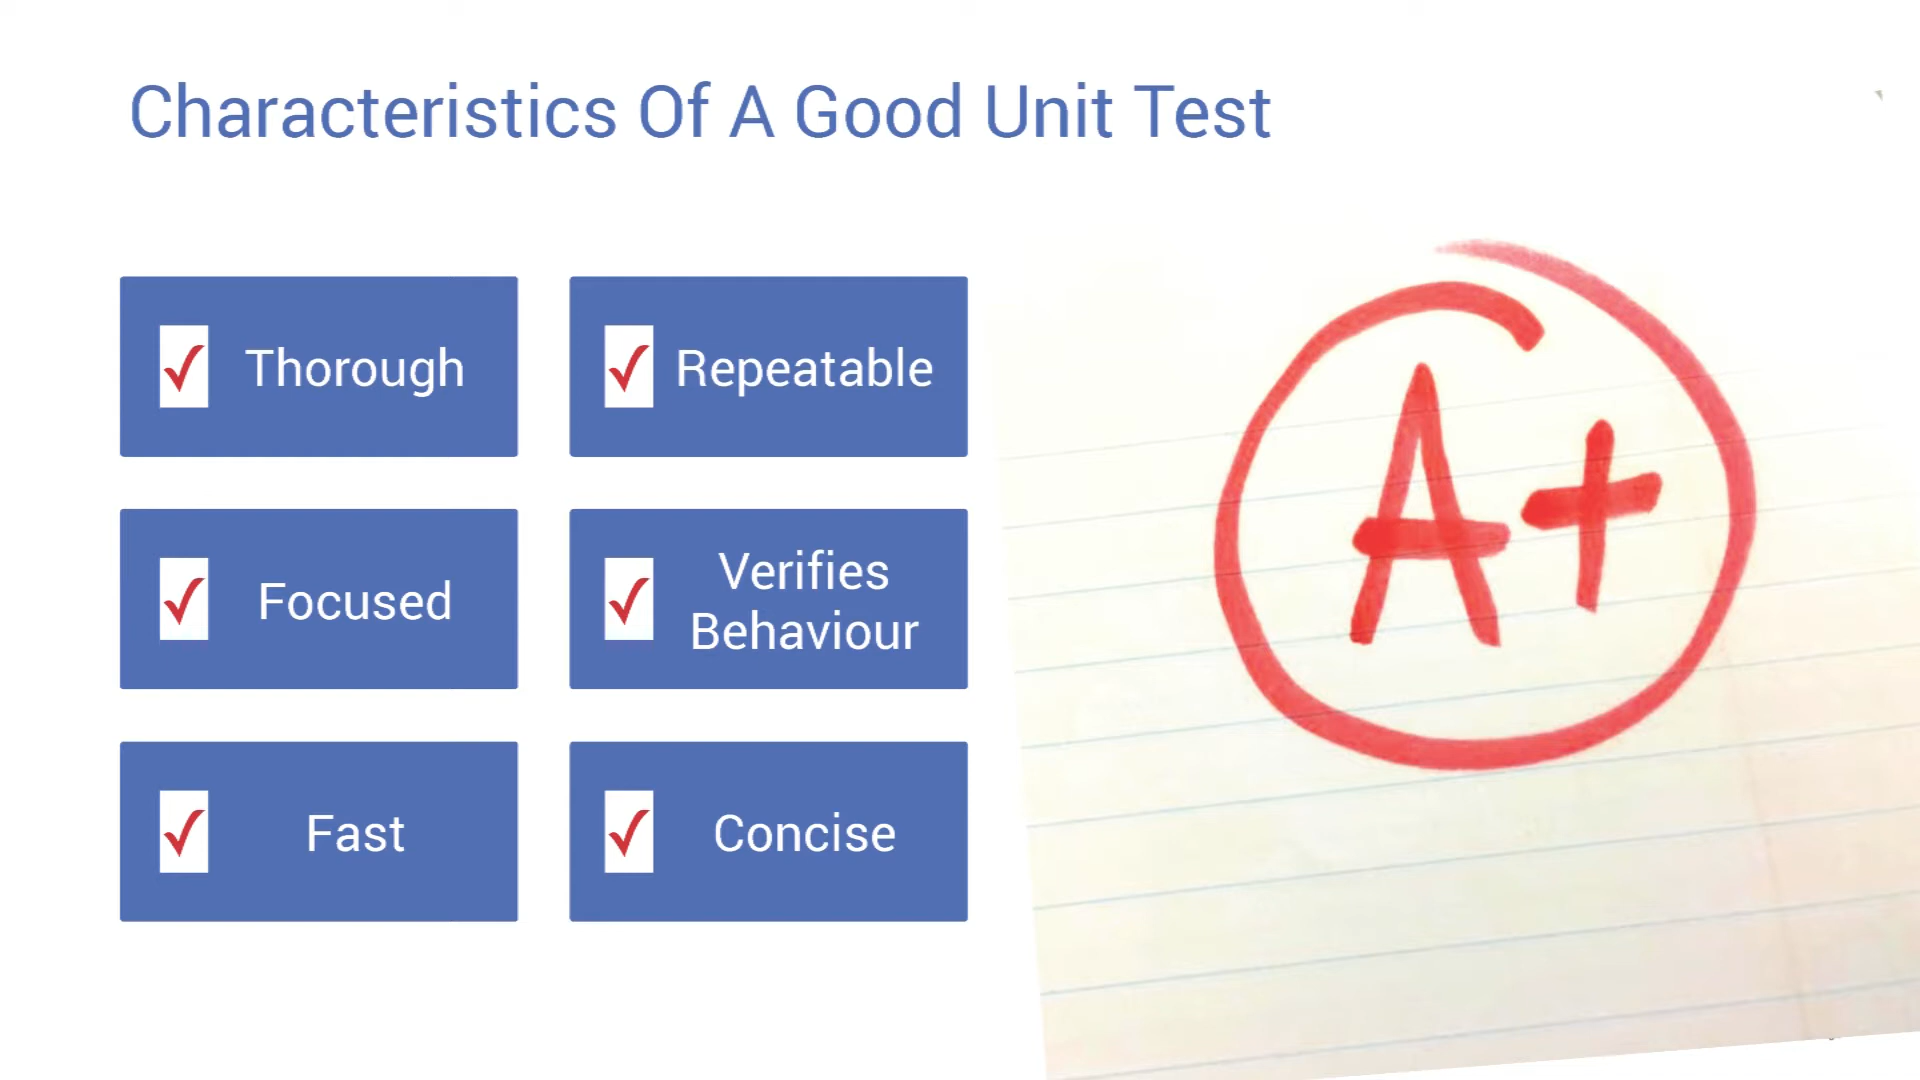 Characteristics Of A Good Unit Test
Thorough
Repeatable
Focused
Verifies
Behaviour
Fast
Concise
A+